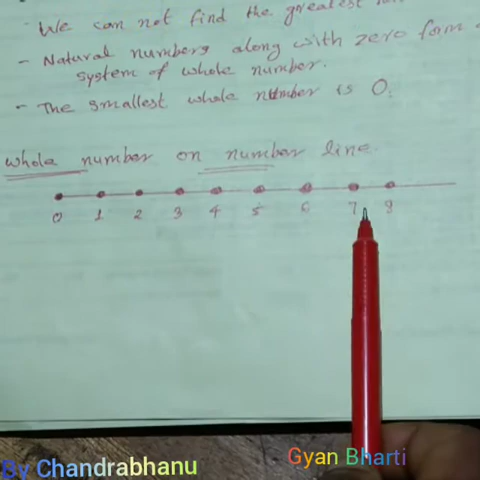 - We can not find the greatest
- Natural numbers along with zero form
system of whole number.
- The smallest whole number is 0.
whole number on number line.
0 1 2 3 4 5 6 7 8
By Chandrabhanu
Gyan Bharti